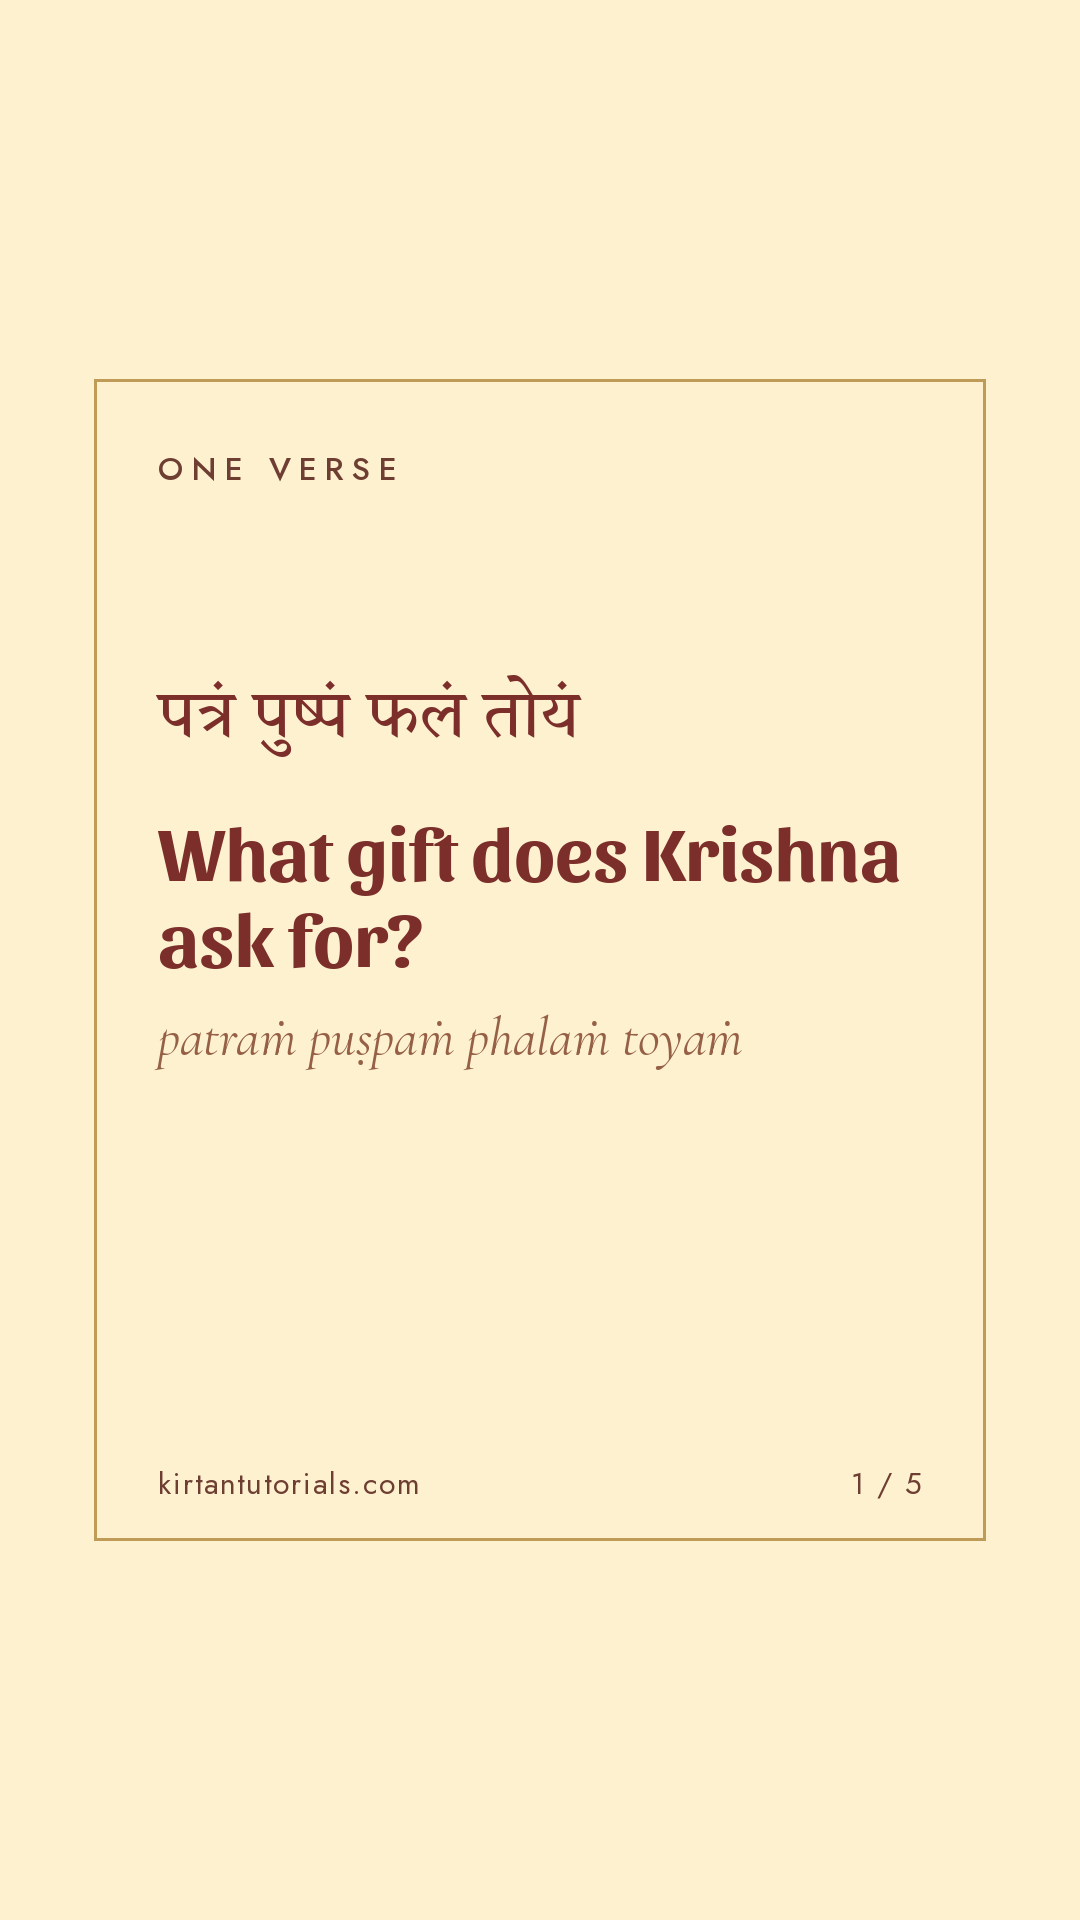 ONE VERSE
पत्रं पुष्पं फलं तोयं
What gift does Krishna
ask for?
patraṁ puṣpaṁ phalaṁ toyaṁ
kirtantutorials.com
1 / 5